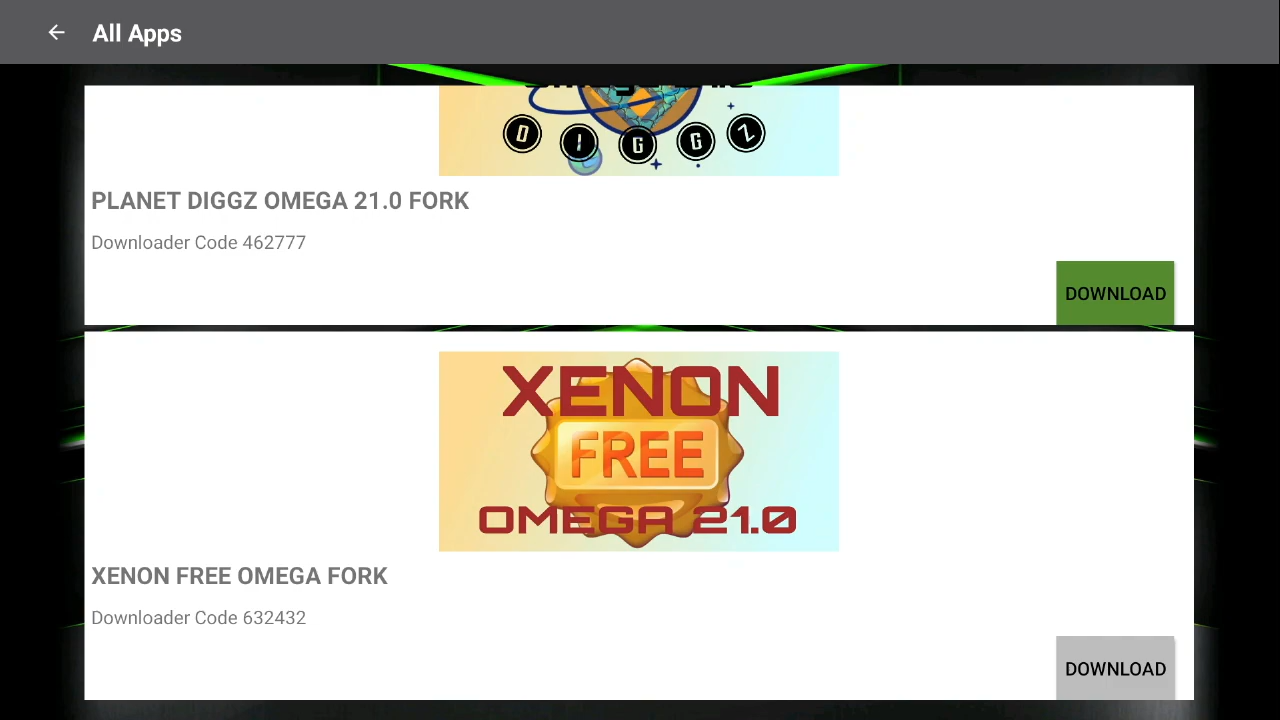 All Apps
DIGGZ
PLANET DIGGZ OMEGA 21.0 FORK
Downloader Code 462777
DOWNLOAD
XENON
FREE
OMEGA 21.0
XENON FREE OMEGA FORK
Downloader Code 632432
DOWNLOAD